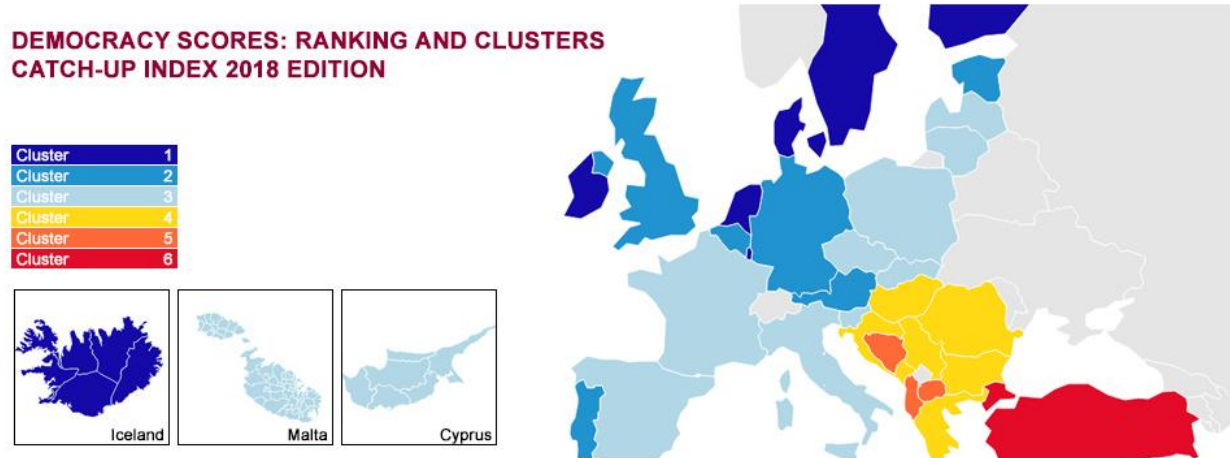 DEMOCRACY SCORES: RANKING AND CLUSTERS
CATCH-UP INDEX 2018 EDITION
Cluster 1
Cluster 2
Cluster 3
Cluster 4
Cluster 5
Cluster 6
Iceland
Malta
Cyprus